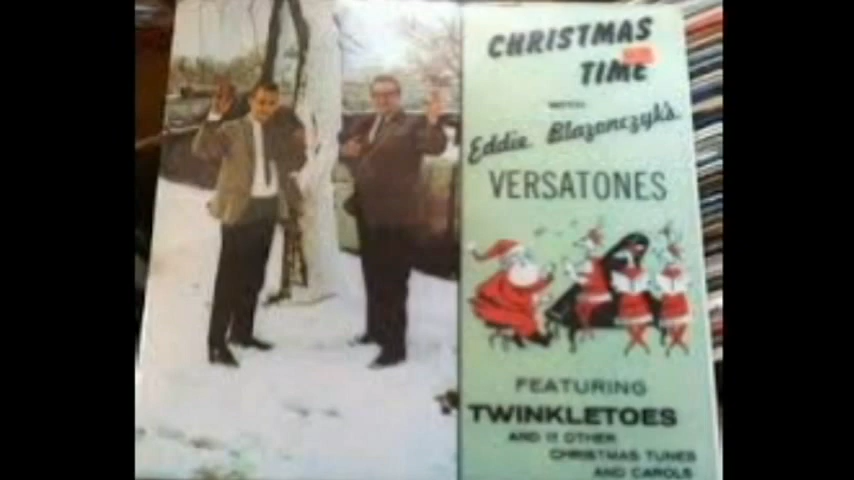 CHRISTMAS
TIME
WITH
Eddie Blazonczyk's
VERSATONES
FEATURING
TWINKLETOES
AND 11 OTHER
CHRISTMAS TUNES
AND CAROLS